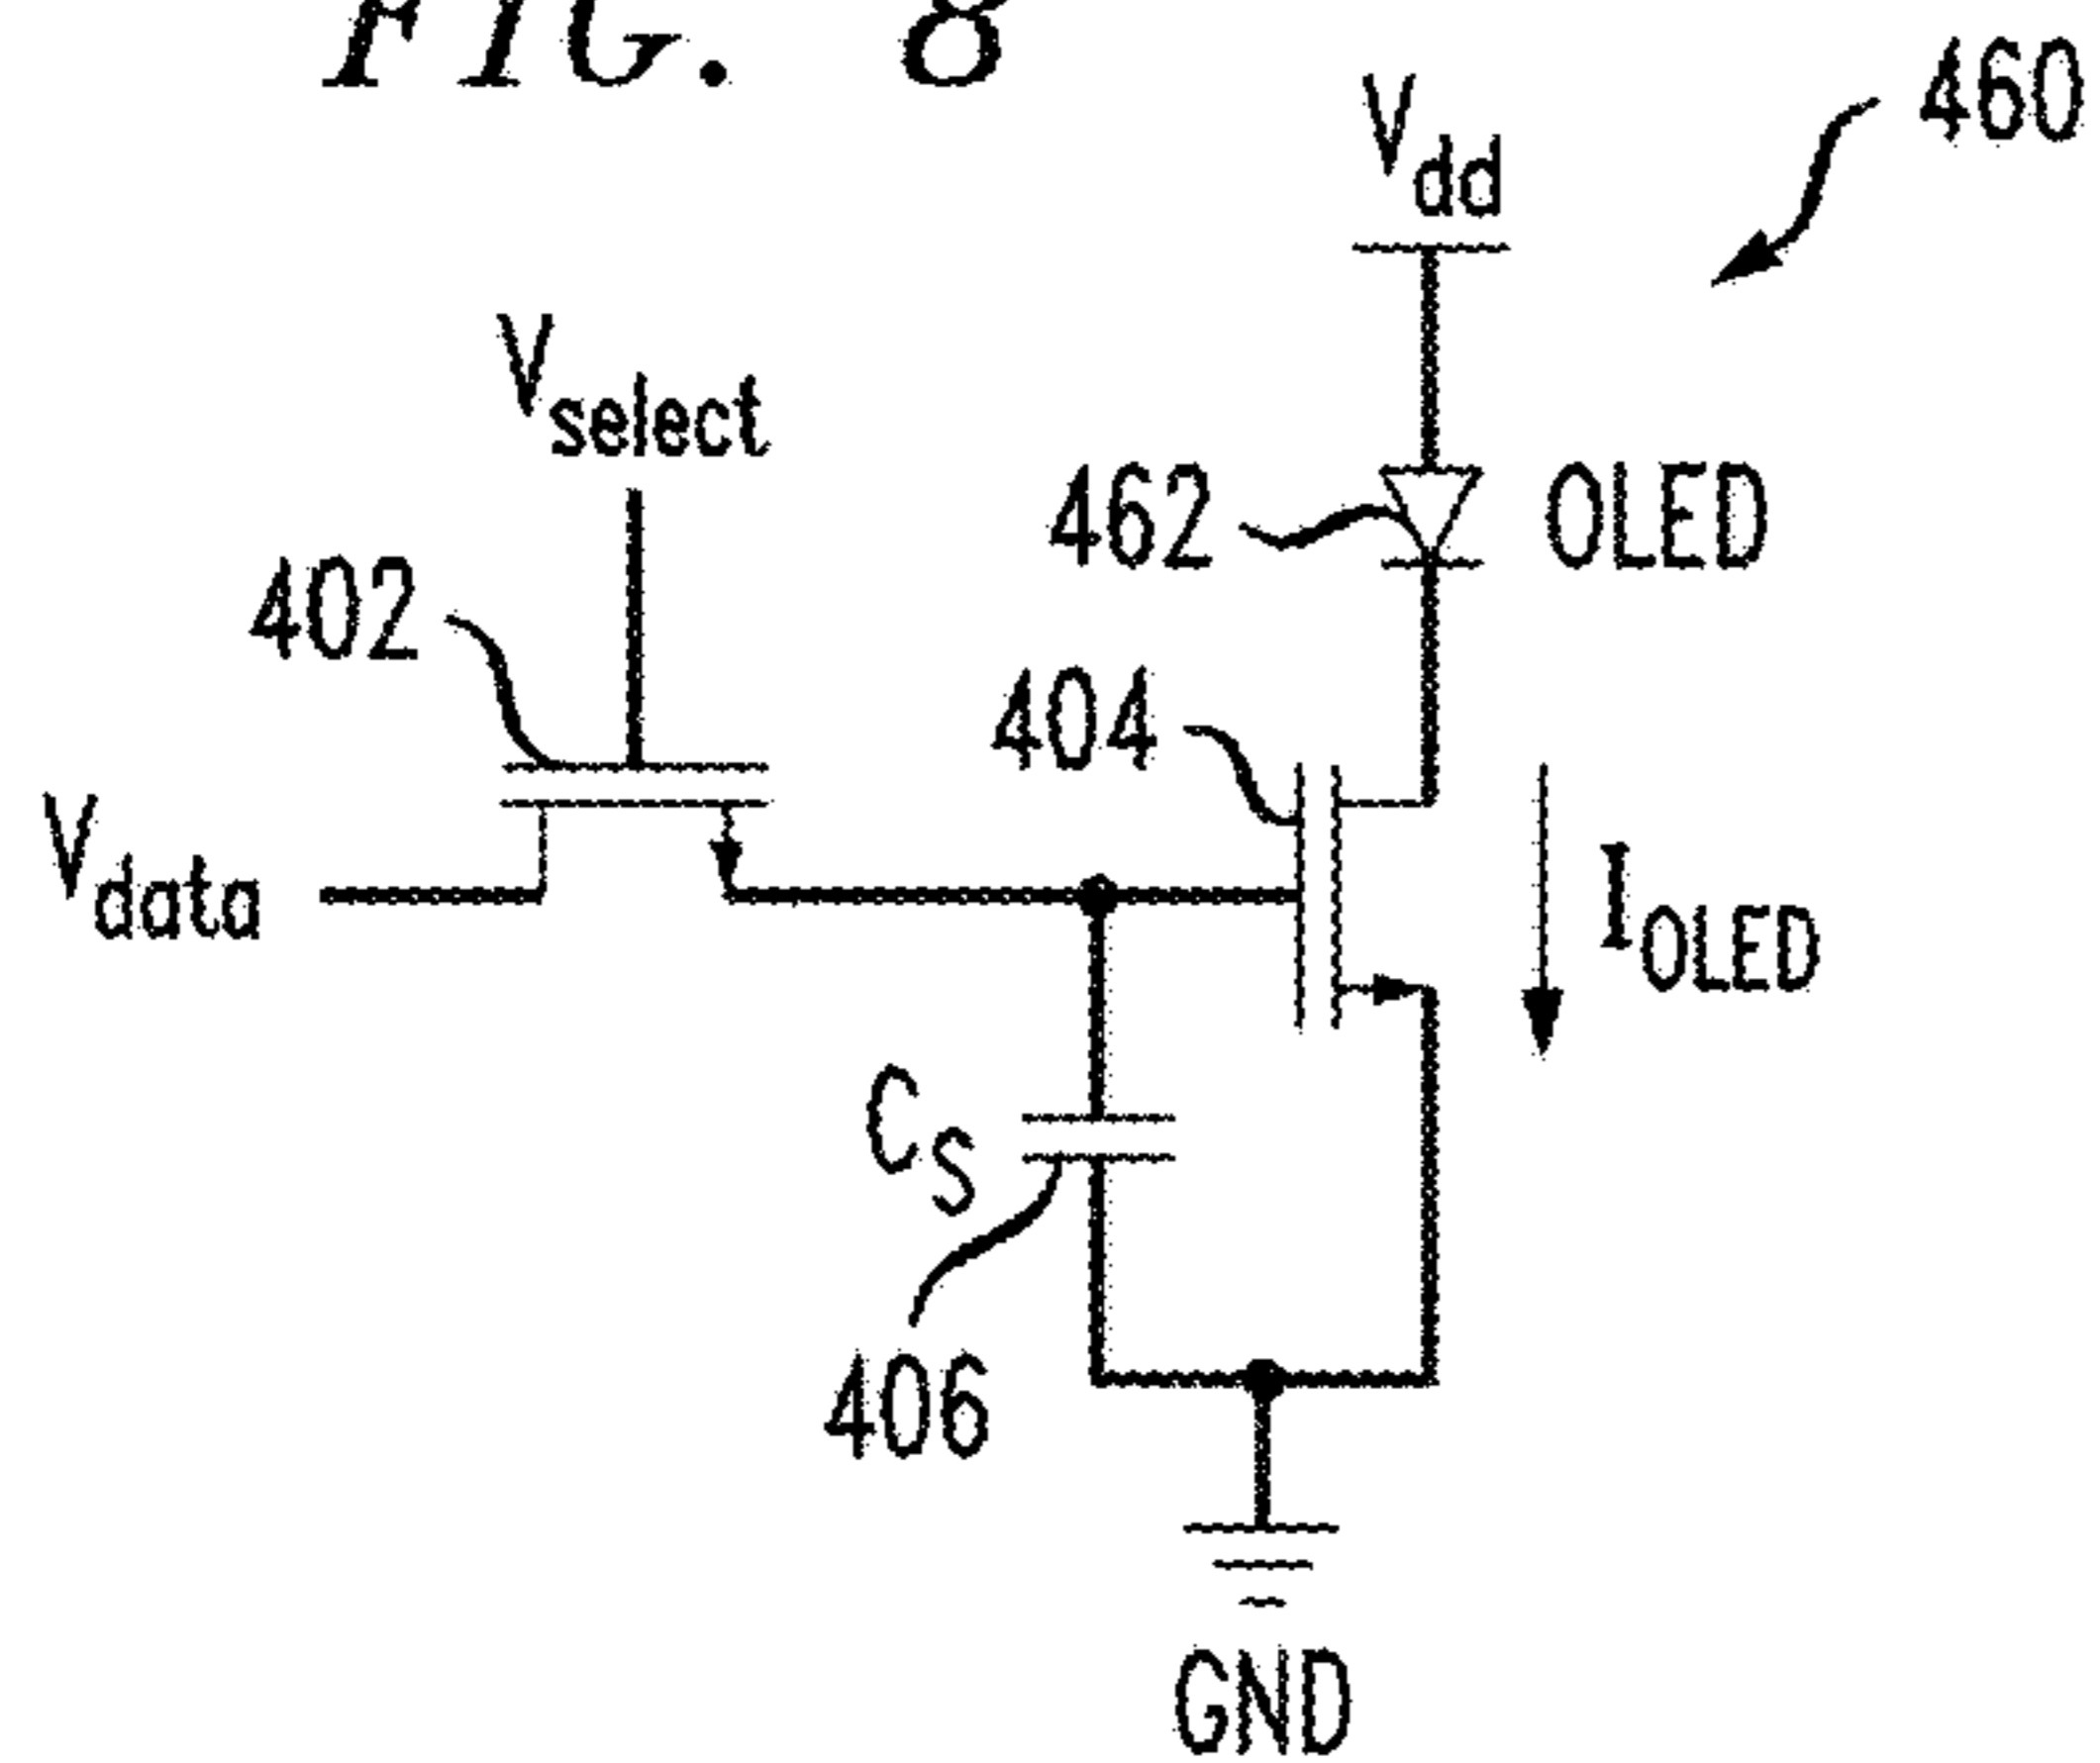 FIG. 8
460
Vdd
Vselect
462
OLED
402
404
Vdata
IOLED
CS
406
GND